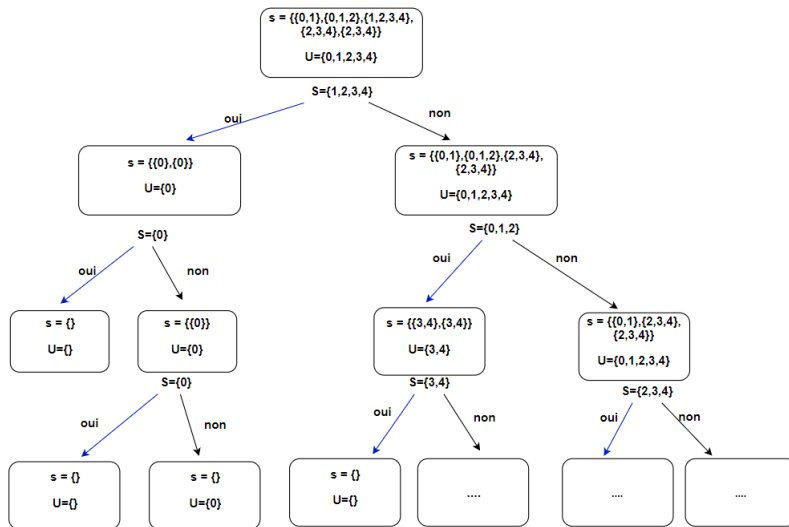 s = {{0,1},{0,1,2},{1,2,3,4},
{2,3,4},{2,3,4}}
U={0,1,2,3,4}
S={1,2,3,4}
oui
non
s = {{0},{0}}
U={0}
s = {{0,1},{0,1,2},{2,3,4},
{2,3,4}}
U={0,1,2,3,4}
S={0}
S={0,1,2}
oui
non
oui
non
s = {}
U={}
s = {{0}}
U={0}
s = {{3,4},{3,4}}
U={3,4}
s = {{0,1},{2,3,4},
{2,3,4}}
U={0,1,2,3,4}
S={0}
S={3,4}
S={2,3,4}
oui
non
oui
non
oui
non
s = {}
U={}
s = {}
U={0}
s = {}
U={}
....
....
....